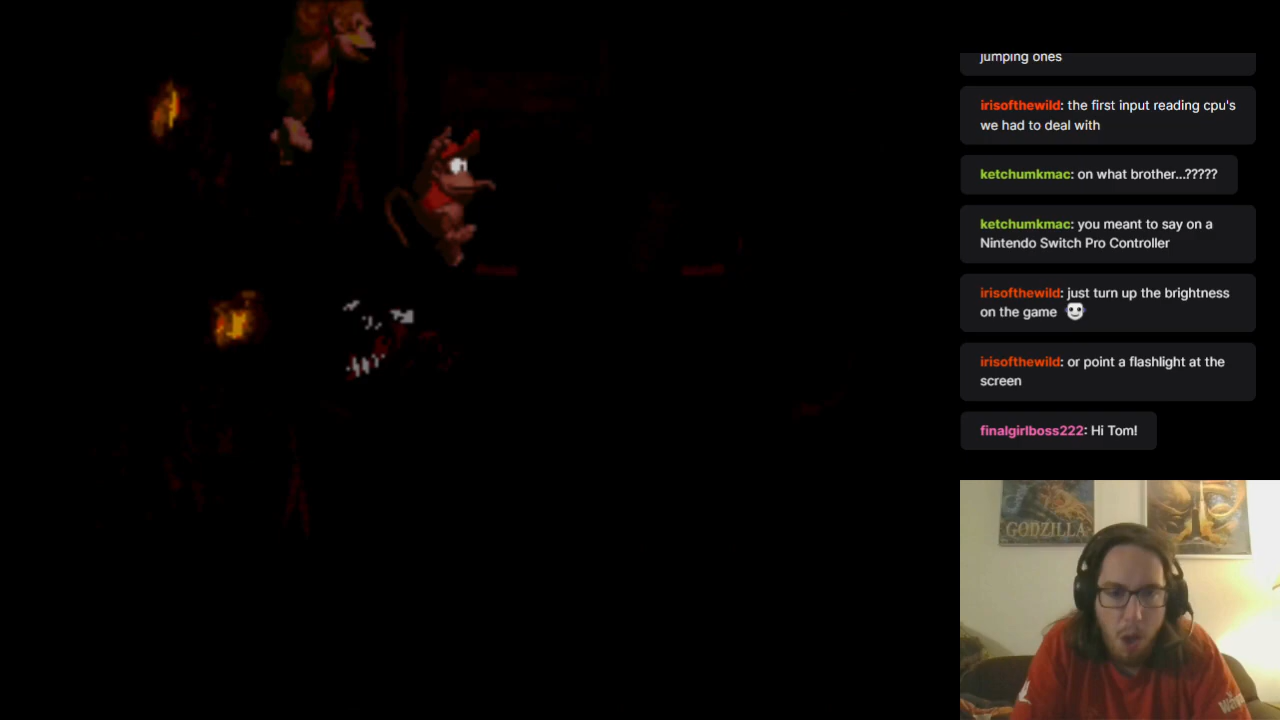 jumping ones
irisofthewild: the first input reading cpu's
we had to deal with
ketchumkmac: on what brother...?????
ketchumkmac: you meant to say on a
Nintendo Switch Pro Controller
irisofthewild: just turn up the brightness
on the game
irisofthewild: or point a flashlight at the
screen
finalgirlboss222: Hi Tom!
GODZILLA